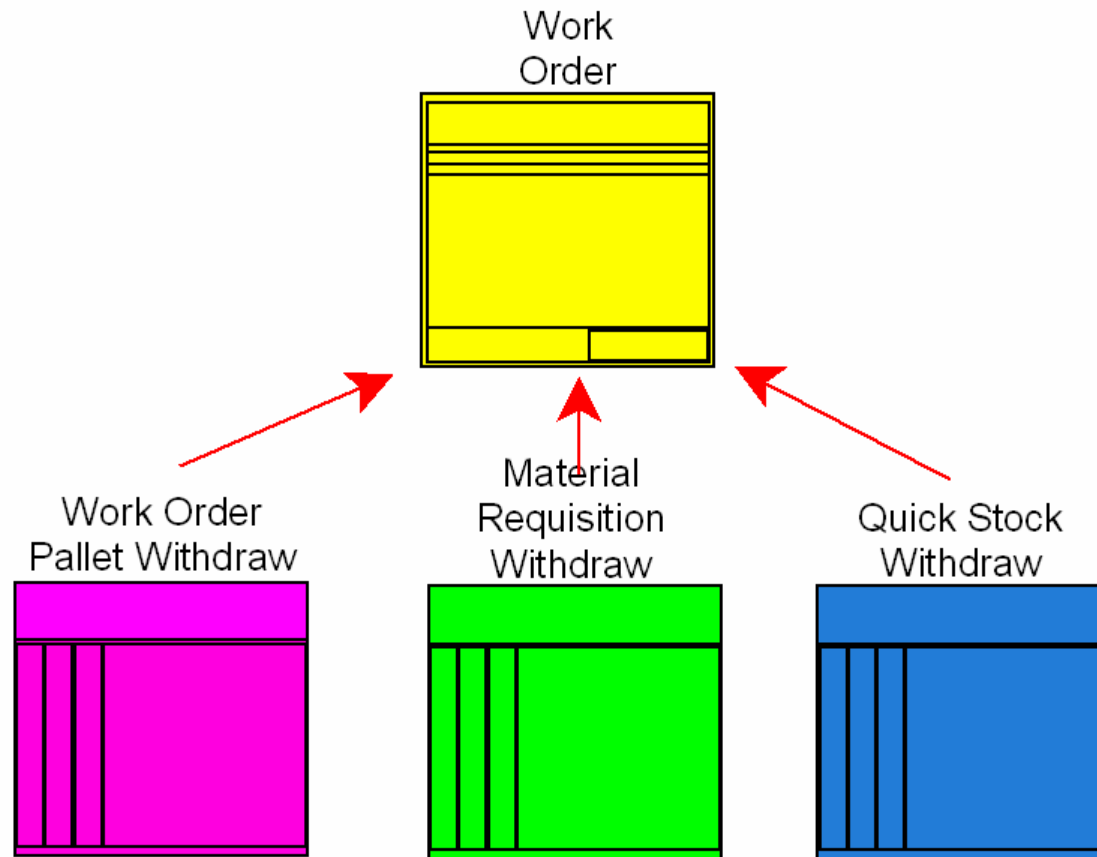 Work
Order
Work Order
Pallet Withdraw
Material
Requisition
Withdraw
Quick Stock
Withdraw